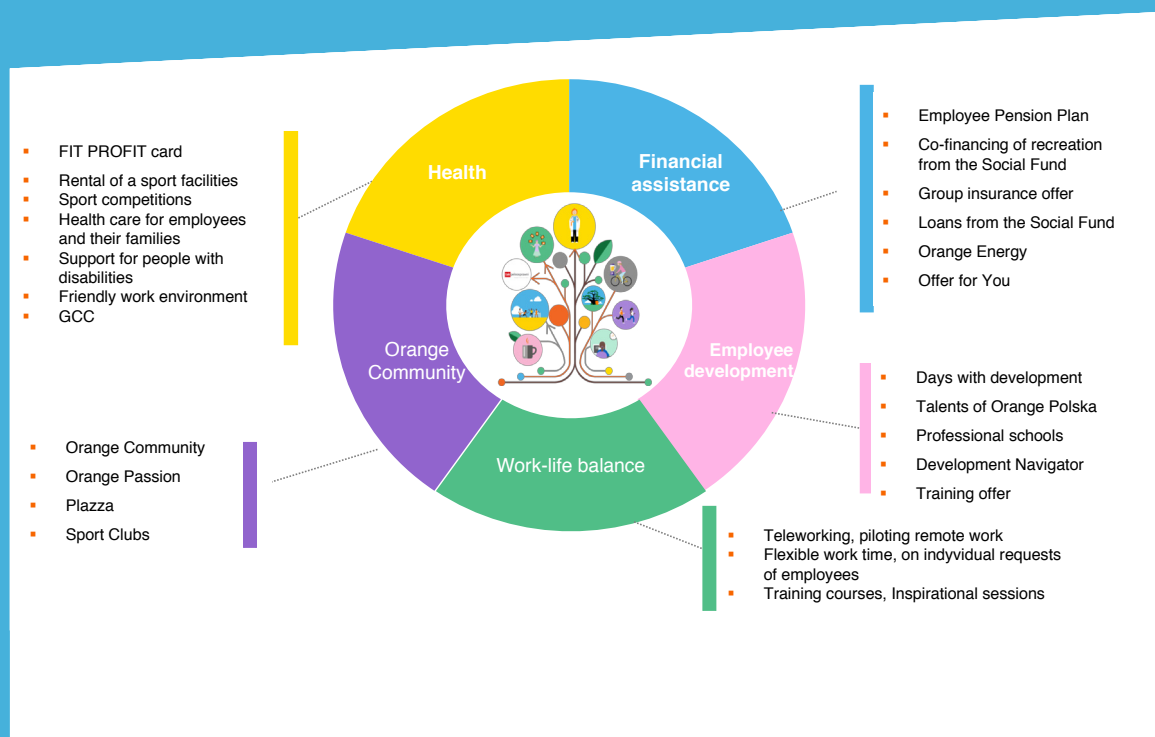 FIT PROFIT card
Rental of a sport facilities
Sport competitions
Health care for employees
and their families
Support for people with
disabilities
Friendly work environment
GCC
Health
Financial
assistance
Employee Pension Plan
Co-financing of recreation
from the Social Fund
Group insurance offer
Loans from the Social Fund
Orange Energy
Offer for You
Orange
Community
Employee
development
Orange Community
Orange Passion
Plazza
Sport Clubs
Work-life balance
Days with development
Talents of Orange Polska
Professional schools
Development Navigator
Training offer
Teleworking, piloting remote work
Flexible work time, on indyvidual requests
of employees
Training courses, Inspirational sessions